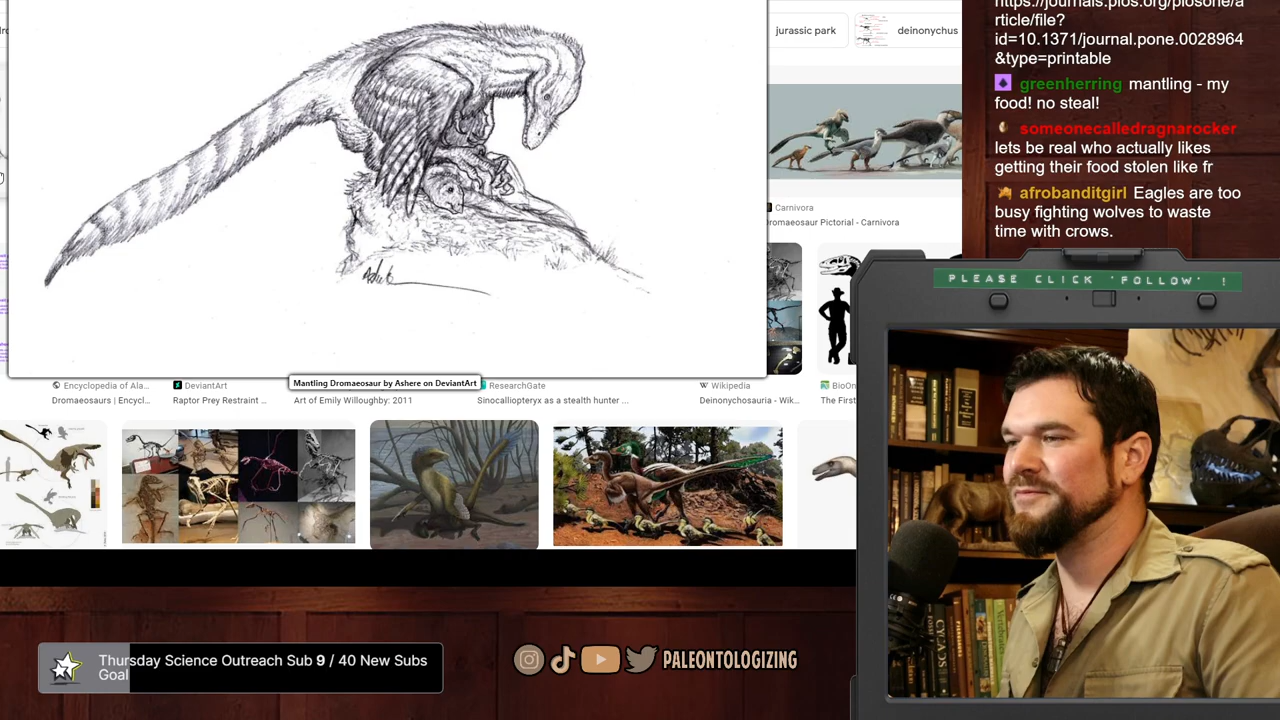 https://journals.plos.org/plosone/a
rticle/file?
id=10.1371/journal.pone.0028964
&type=printable
greenherring mantling - my
food! no steal!
someonecalledragnarocker
lets be real who actually likes
getting their food stolen like fr
afrobanditgirl Eagles are too
busy fighting wolves to waste
time with crows.
jurassic park
deinonychus
Carnivora
romaeosaur Pictorial - Carnivora
PLEASE CLICK 'FOLLOW' !
Encyclopedia of Ala...
Dromaeosaurs | Encycl...
DeviantArt
Raptor Prey Restraint ...
Mantling Dromaeosaur by Ashere on DeviantArt
Art of Emily Willoughby: 2011
ResearchGate
Sinocalliopteryx as a stealth hunter ...
Wikipedia
Deinonychosauria - Wik...
BioOn
The First
Thursday Science Outreach Sub 9 / 40 New Subs
Goal
PALEONTOLOGIZING